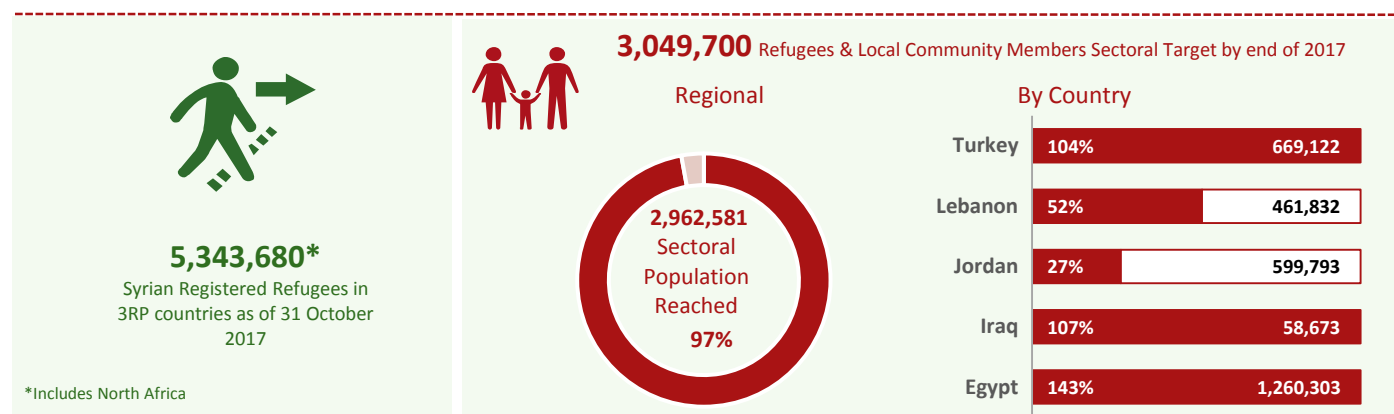 5,343,680*
Syrian Registered Refugees in
3RP countries as of 31 October
2017
*Includes North Africa
3,049,700 Refugees & Local Community Members Sectoral Target by end of 2017
Regional
2,962,581
Sectoral
Population
Reached
97%
By Country
Turkey 104% 669,122
Lebanon 52% 461,832
Jordan 27% 599,793
Iraq 107% 58,673
Egypt 143% 1,260,303